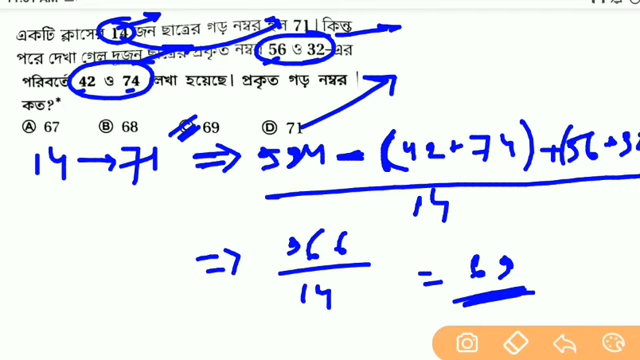 একটি ক্লাসের 14 জন ছাত্রের গড় নম্বর হল 71। কিন্তু
পরে দেখা গেল দুজন ছাত্রের প্রকৃত নম্বর 56 ও 32-এর
পরিবর্তে 42 ও 74 লেখা হয়েছে। প্রকৃত গড় নম্বর
কত?*
Ⓐ 67 Ⓑ 68 Ⓒ 69 Ⓓ 71
14 → 71 ⇒ 994 - (42+74) + (56+32
14
⇒ 966
14
= 69